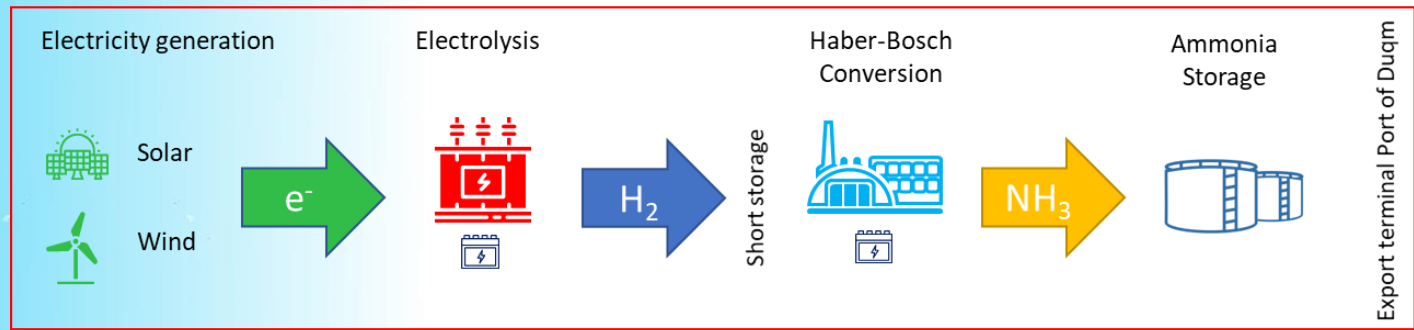 Electricity generation
Solar
Wind
e⁻
Electrolysis
H₂
Short storage
Haber-Bosch
Conversion
NH₃
Ammonia
Storage
Export terminal Port of Duqm